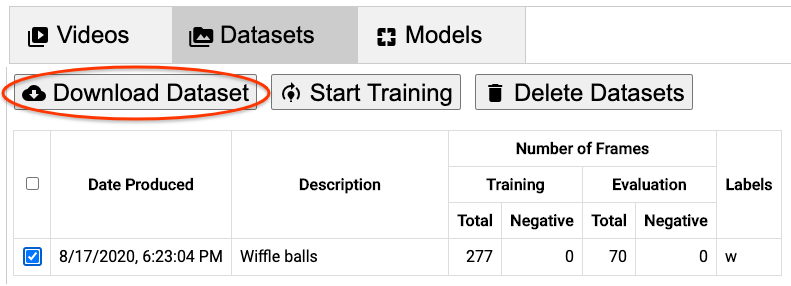 Videos Datasets Models
Download Dataset Start Training Delete Datasets
Number of Frames
Date Produced Description Training Evaluation Labels
Total Negative Total Negative
8/17/2020, 6:23:04 PM Wiffle balls 277 0 70 0 w